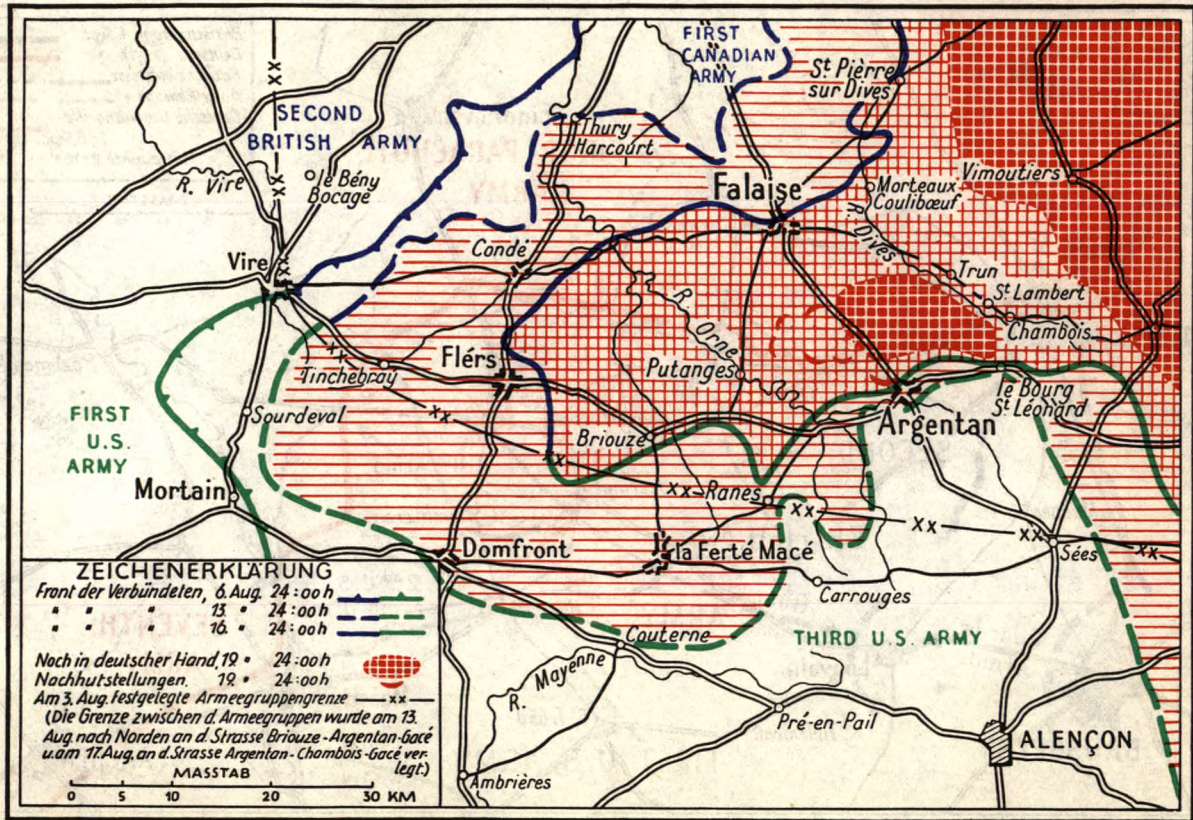 FIRST
CANADIAN
ARMY
St. Pièrre
sur Dives
SECOND
BRITISH ARMY
Thury
Harcourt
R. Vire
le Bény
Bocage
Falaise
Morteaux
Coulibœuf
Vimoutiers
R. Dives
Condé
Vire
Trun
St. Lambert
Chambois
R. Orne
Flérs
Tinchebray
Putanges
le Bourg
St. Léonard
FIRST
U.S.
ARMY
Sourdeval
Argentan
Briouze
Mortain
xx
Ranes
Domfront
la Ferté Macé
Sées
Carrouges
THIRD U.S. ARMY
Couterne
R. Mayenne
Pré-en-Pail
ALENÇON
Ambrières
ZEICHENERKLÄRUNG
Front der Verbündeten, 6. Aug. 24:00 h
" " " 13. " 24:00 h
" " " 16. " 24:00 h
Noch in deutscher Hand, 19. " 24:00 h
Nachhutstellungen, 19. " 24:00 h
Am 3. Aug. festgelegte Armeegruppengrenze —xx—
(Die Grenze zwischen d. Armeegruppen wurde am 13.
Aug. nach Norden an d. Strasse Briouze-Argentan-Gacé
u. am 17. Aug. an d. Strasse Argentan-Chombois-Gacé ver-
legt.)
MASSTAB
0 5 10 20 30 KM